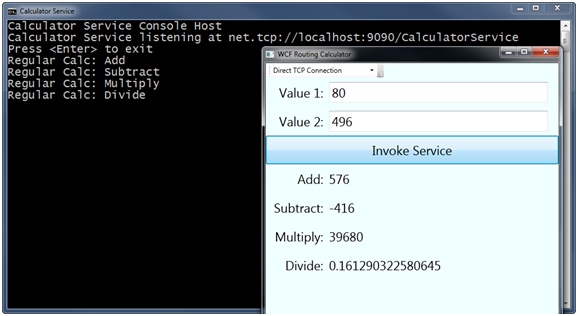 Calculator Service
Calculator Service Console Host
Calculator Service listening at net.tcp://localhost:9090/CalculatorService
Press <Enter> to exit
Regular Calc: Add
Regular Calc: Subtract
Regular Calc: Multiply
Regular Calc: Divide
WCF Routing Calculator
Direct TCP Connection
Value 1: 80
Value 2: 496
Invoke Service
Add: 576
Subtract: -416
Multiply: 39680
Divide: 0.161290322580645